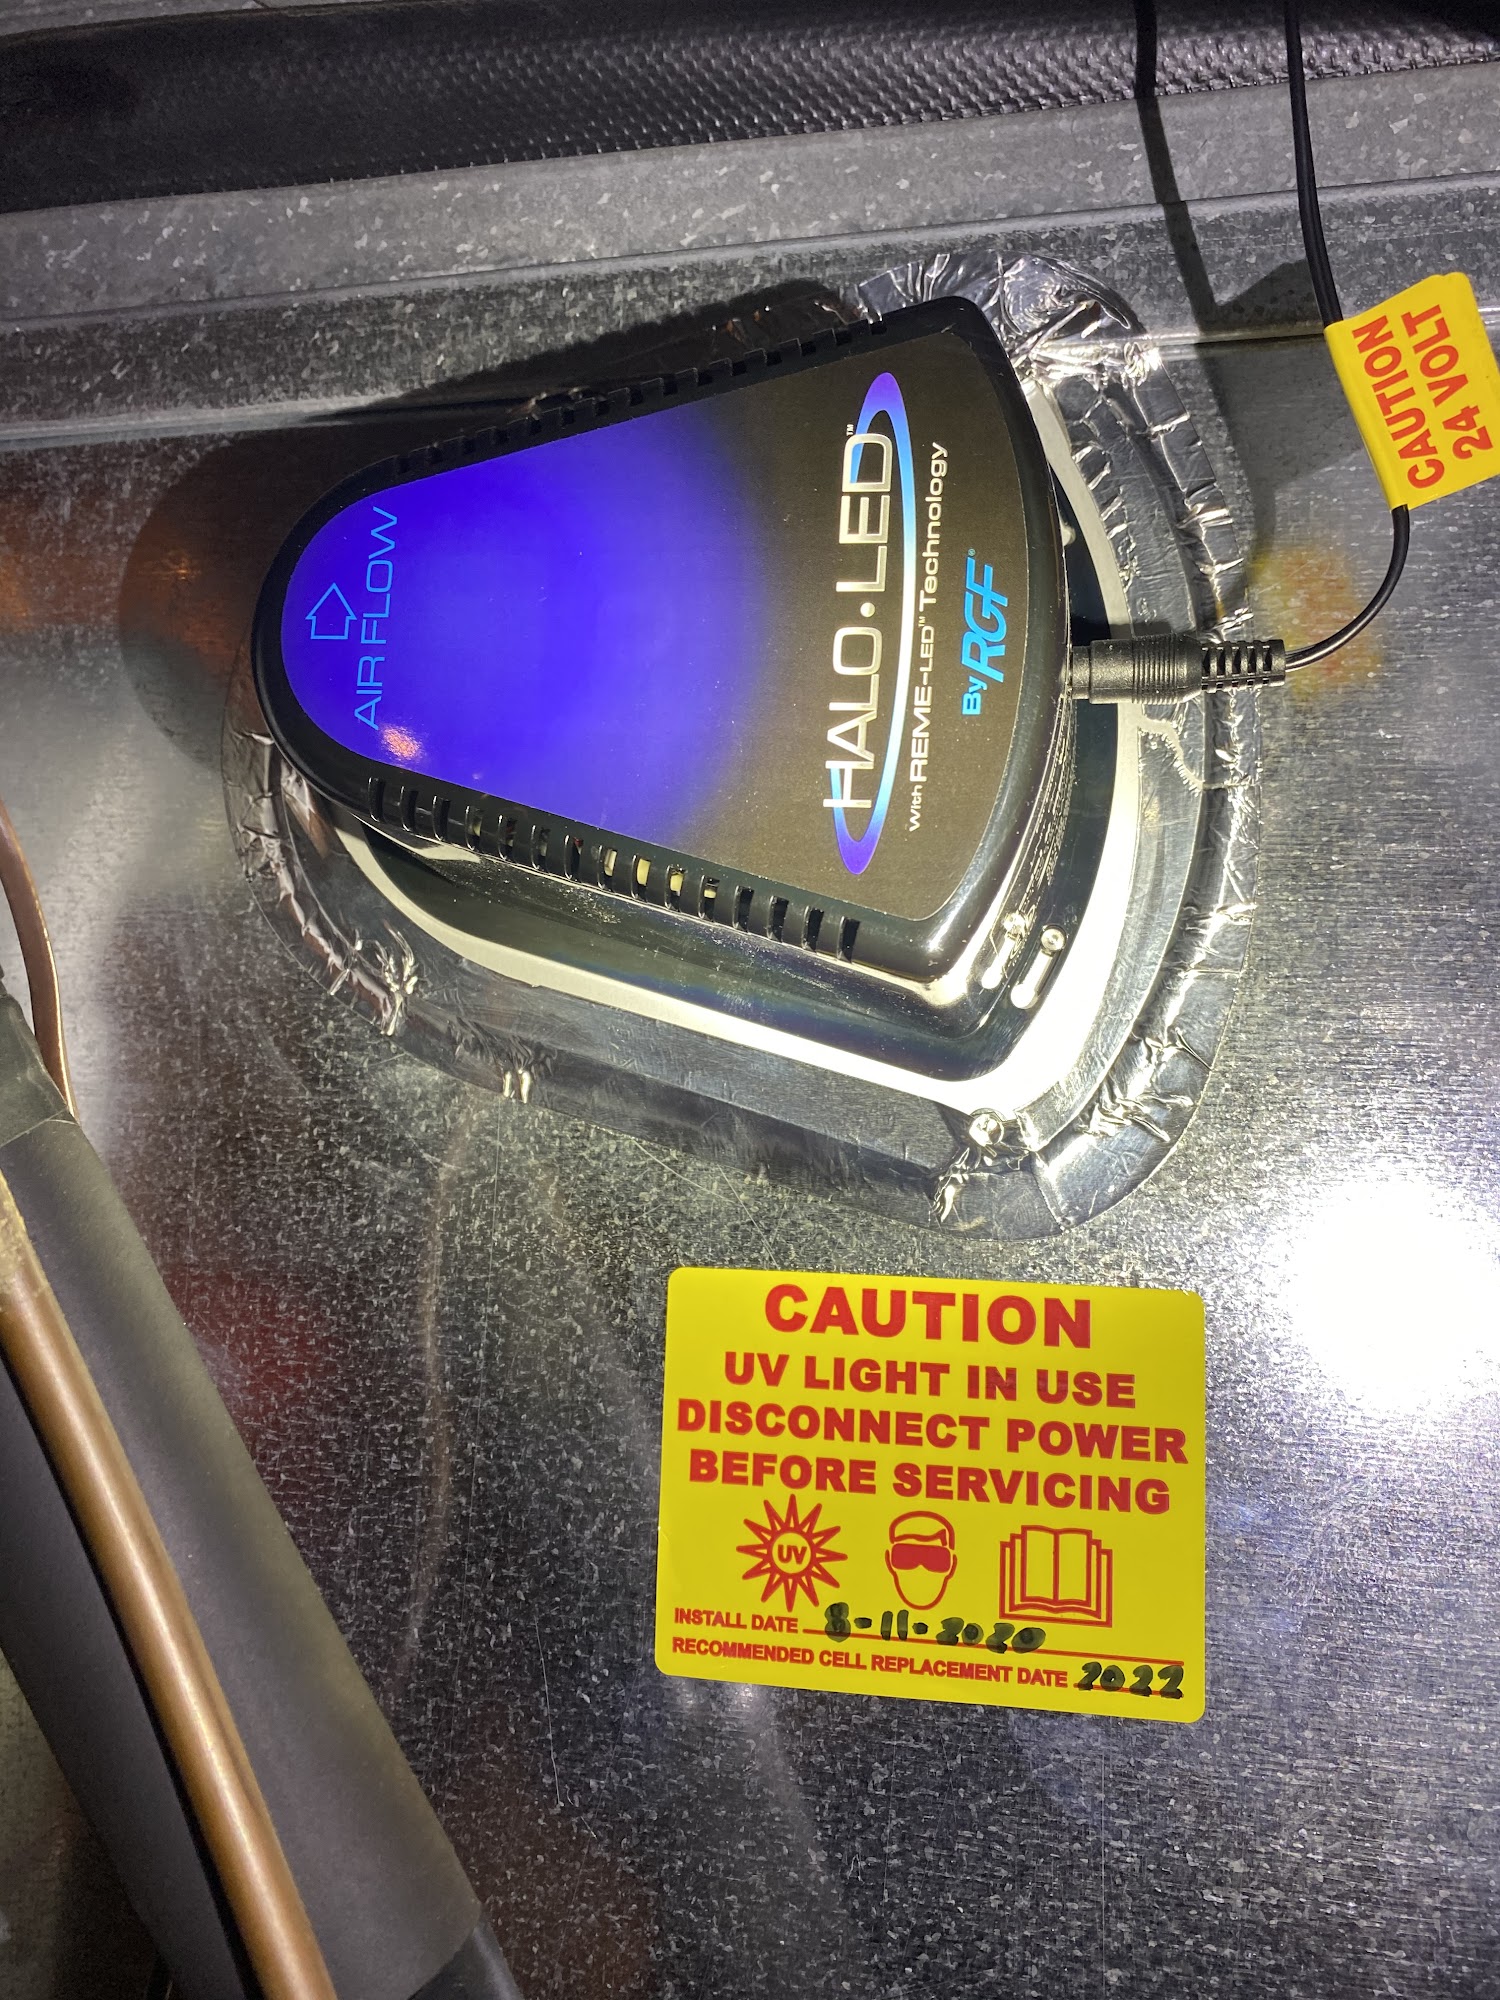 AIR FLOW
HALO•LED™
with REME-LED™ Technology
By RGF®
CAUTION
24 VOLT
CAUTION
UV LIGHT IN USE
DISCONNECT POWER
BEFORE SERVICING
UV
INSTALL DATE 8-11-2020
RECOMMENDED CELL REPLACEMENT DATE 2022